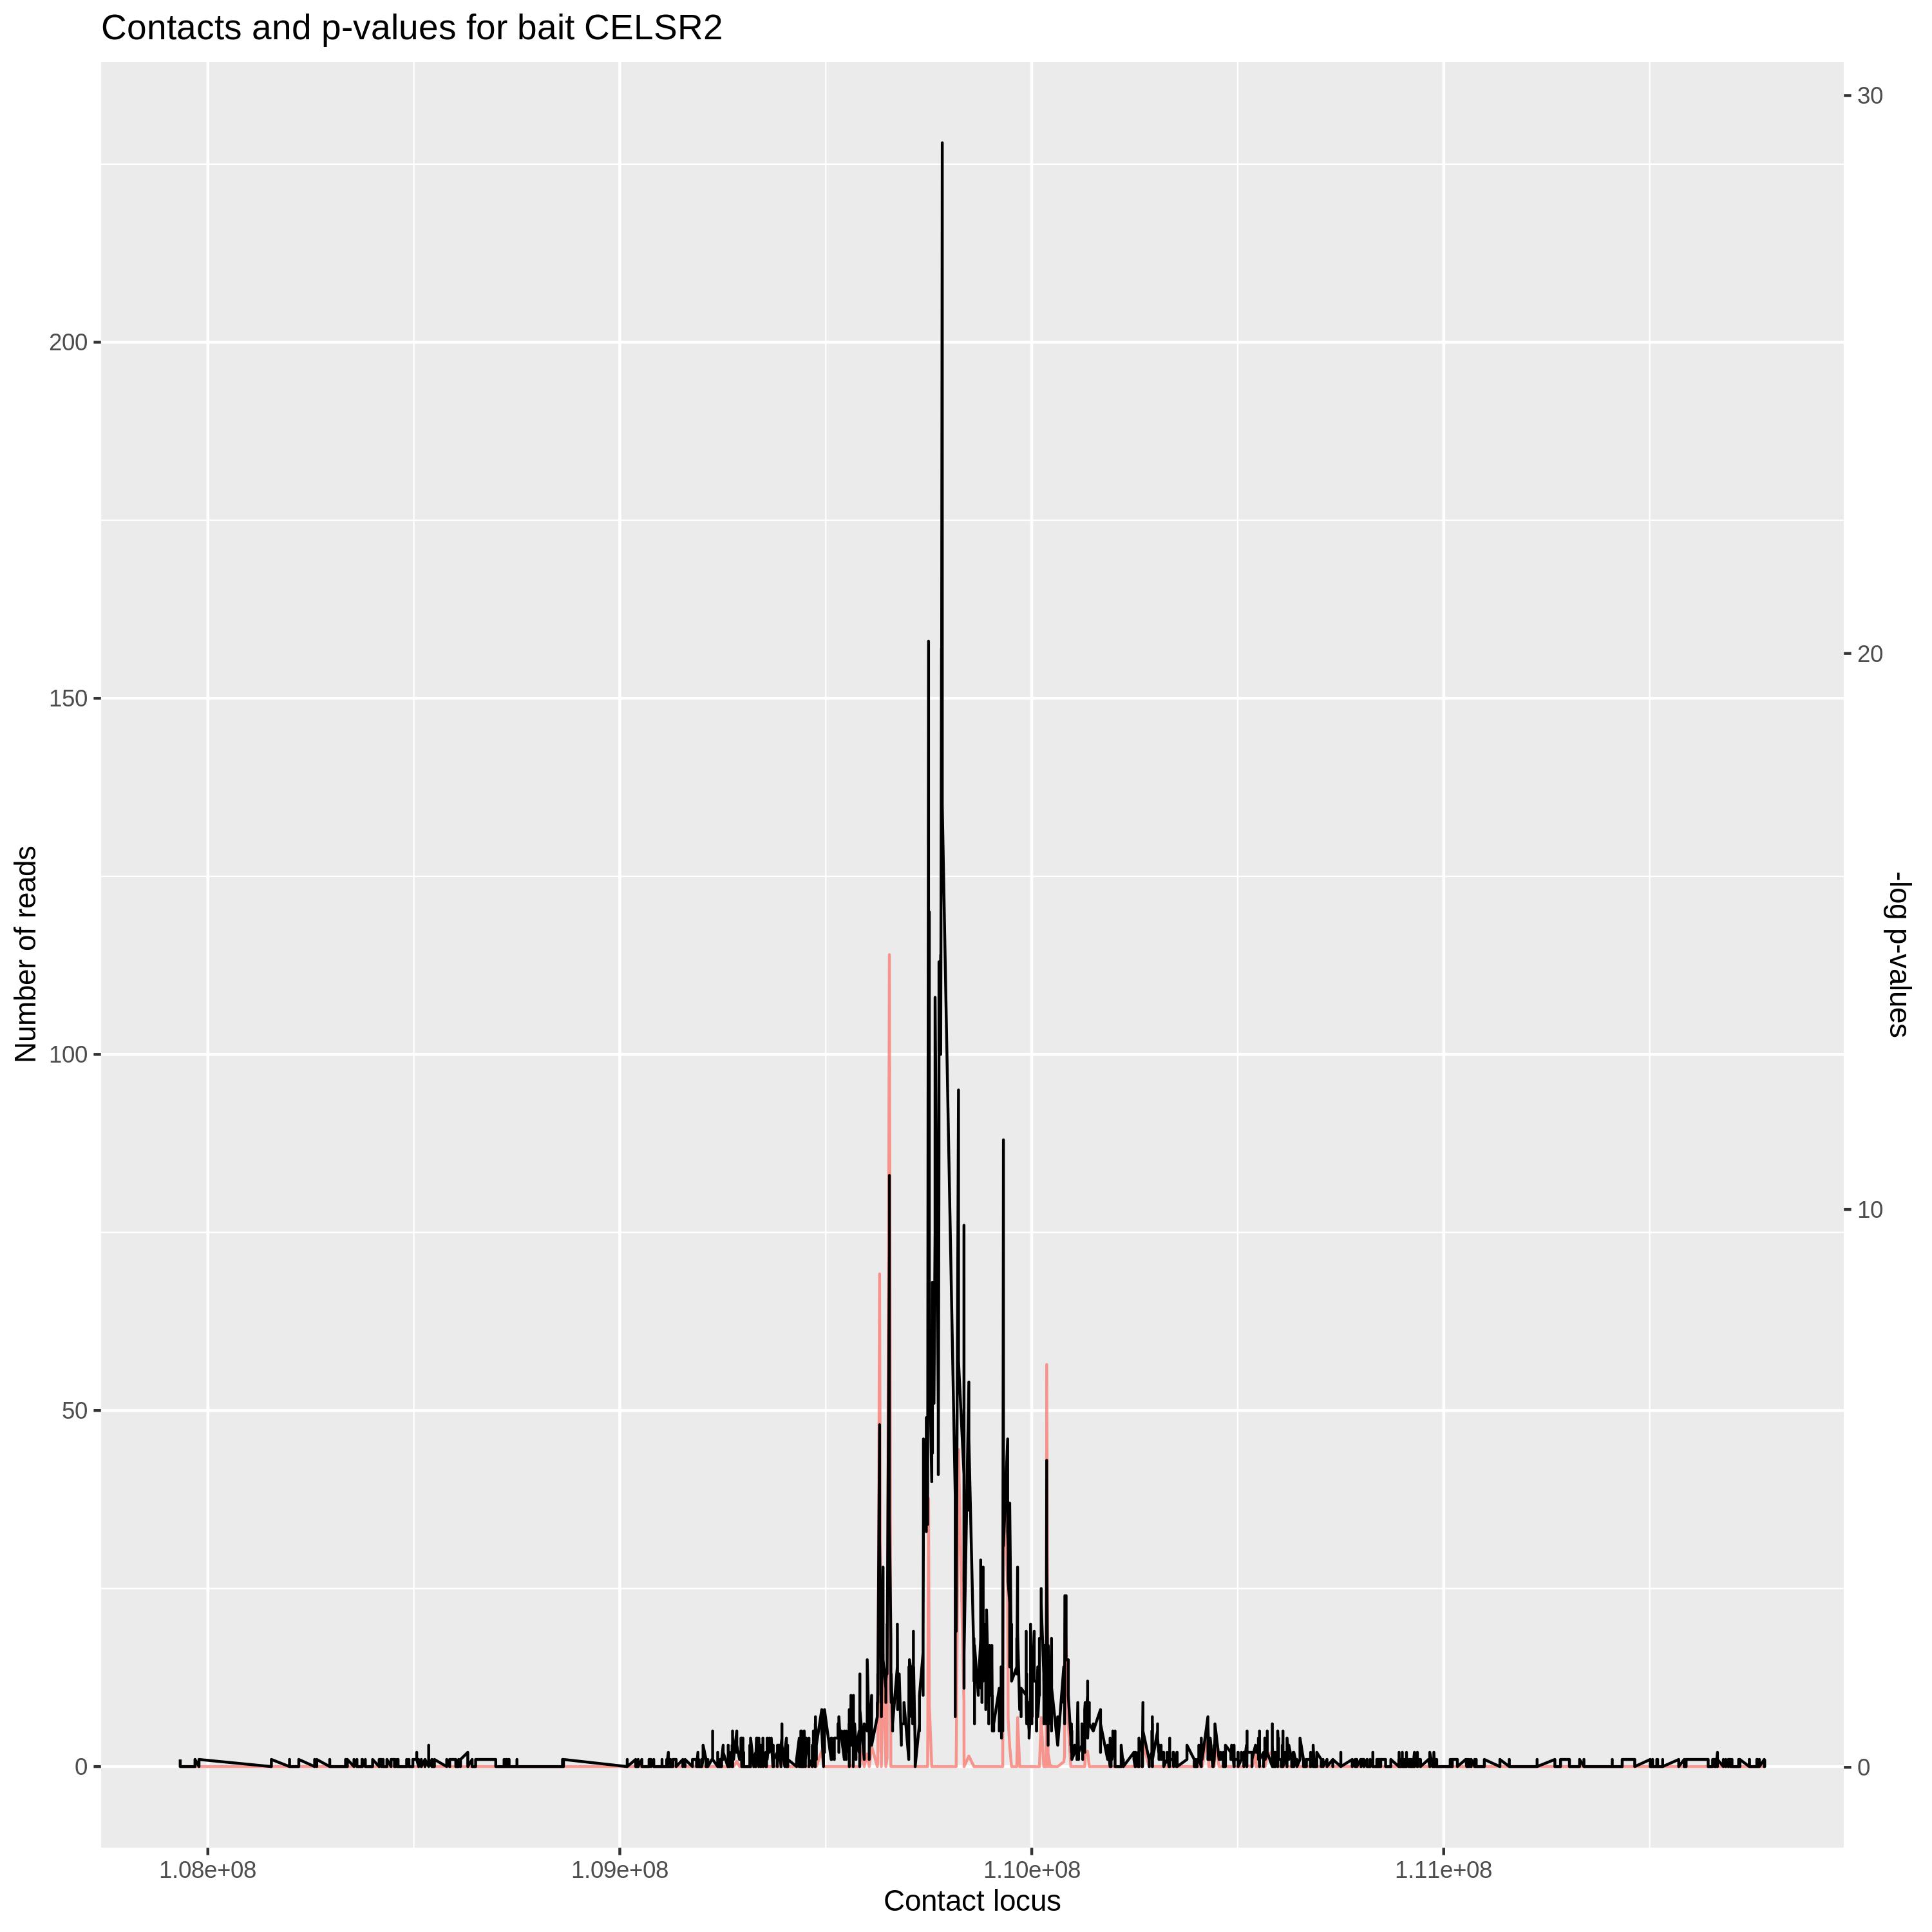 Contacts and p-values for bait CELSR2
Number of reads
200
150
100
50
0
30
20
10
0
-log p-values
1.08e+08
1.09e+08
1.10e+08
1.11e+08
Contact locus